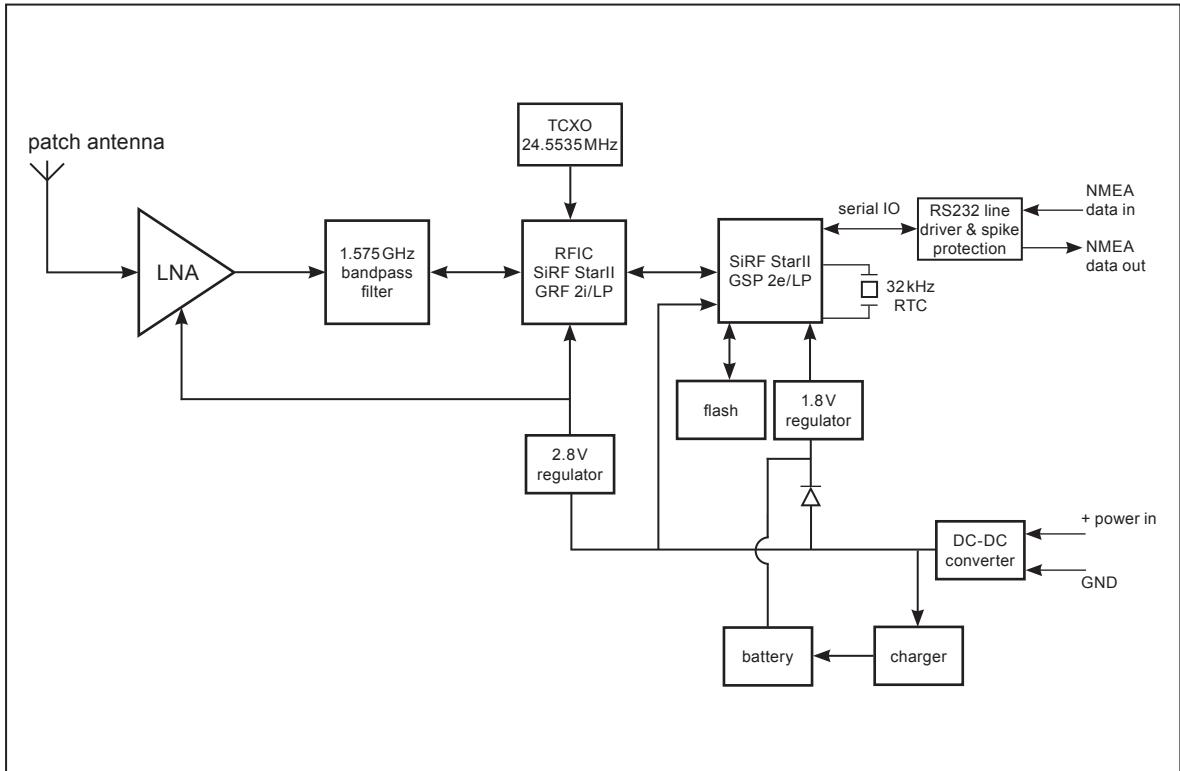 patch antenna
LNA
1.575 GHz
bandpass
filter
TCXO
24.5535 MHz
RFIC
SiRF StarII
GRF 2i/LP
SiRF StarII
GSP 2e/LP
serial IO
RS232 line
driver & spike
protection
NMEA
data in
NMEA
data out
32 kHz
RTC
flash
1.8 V
regulator
2.8 V
regulator
DC-DC
converter
+ power in
GND
battery
charger